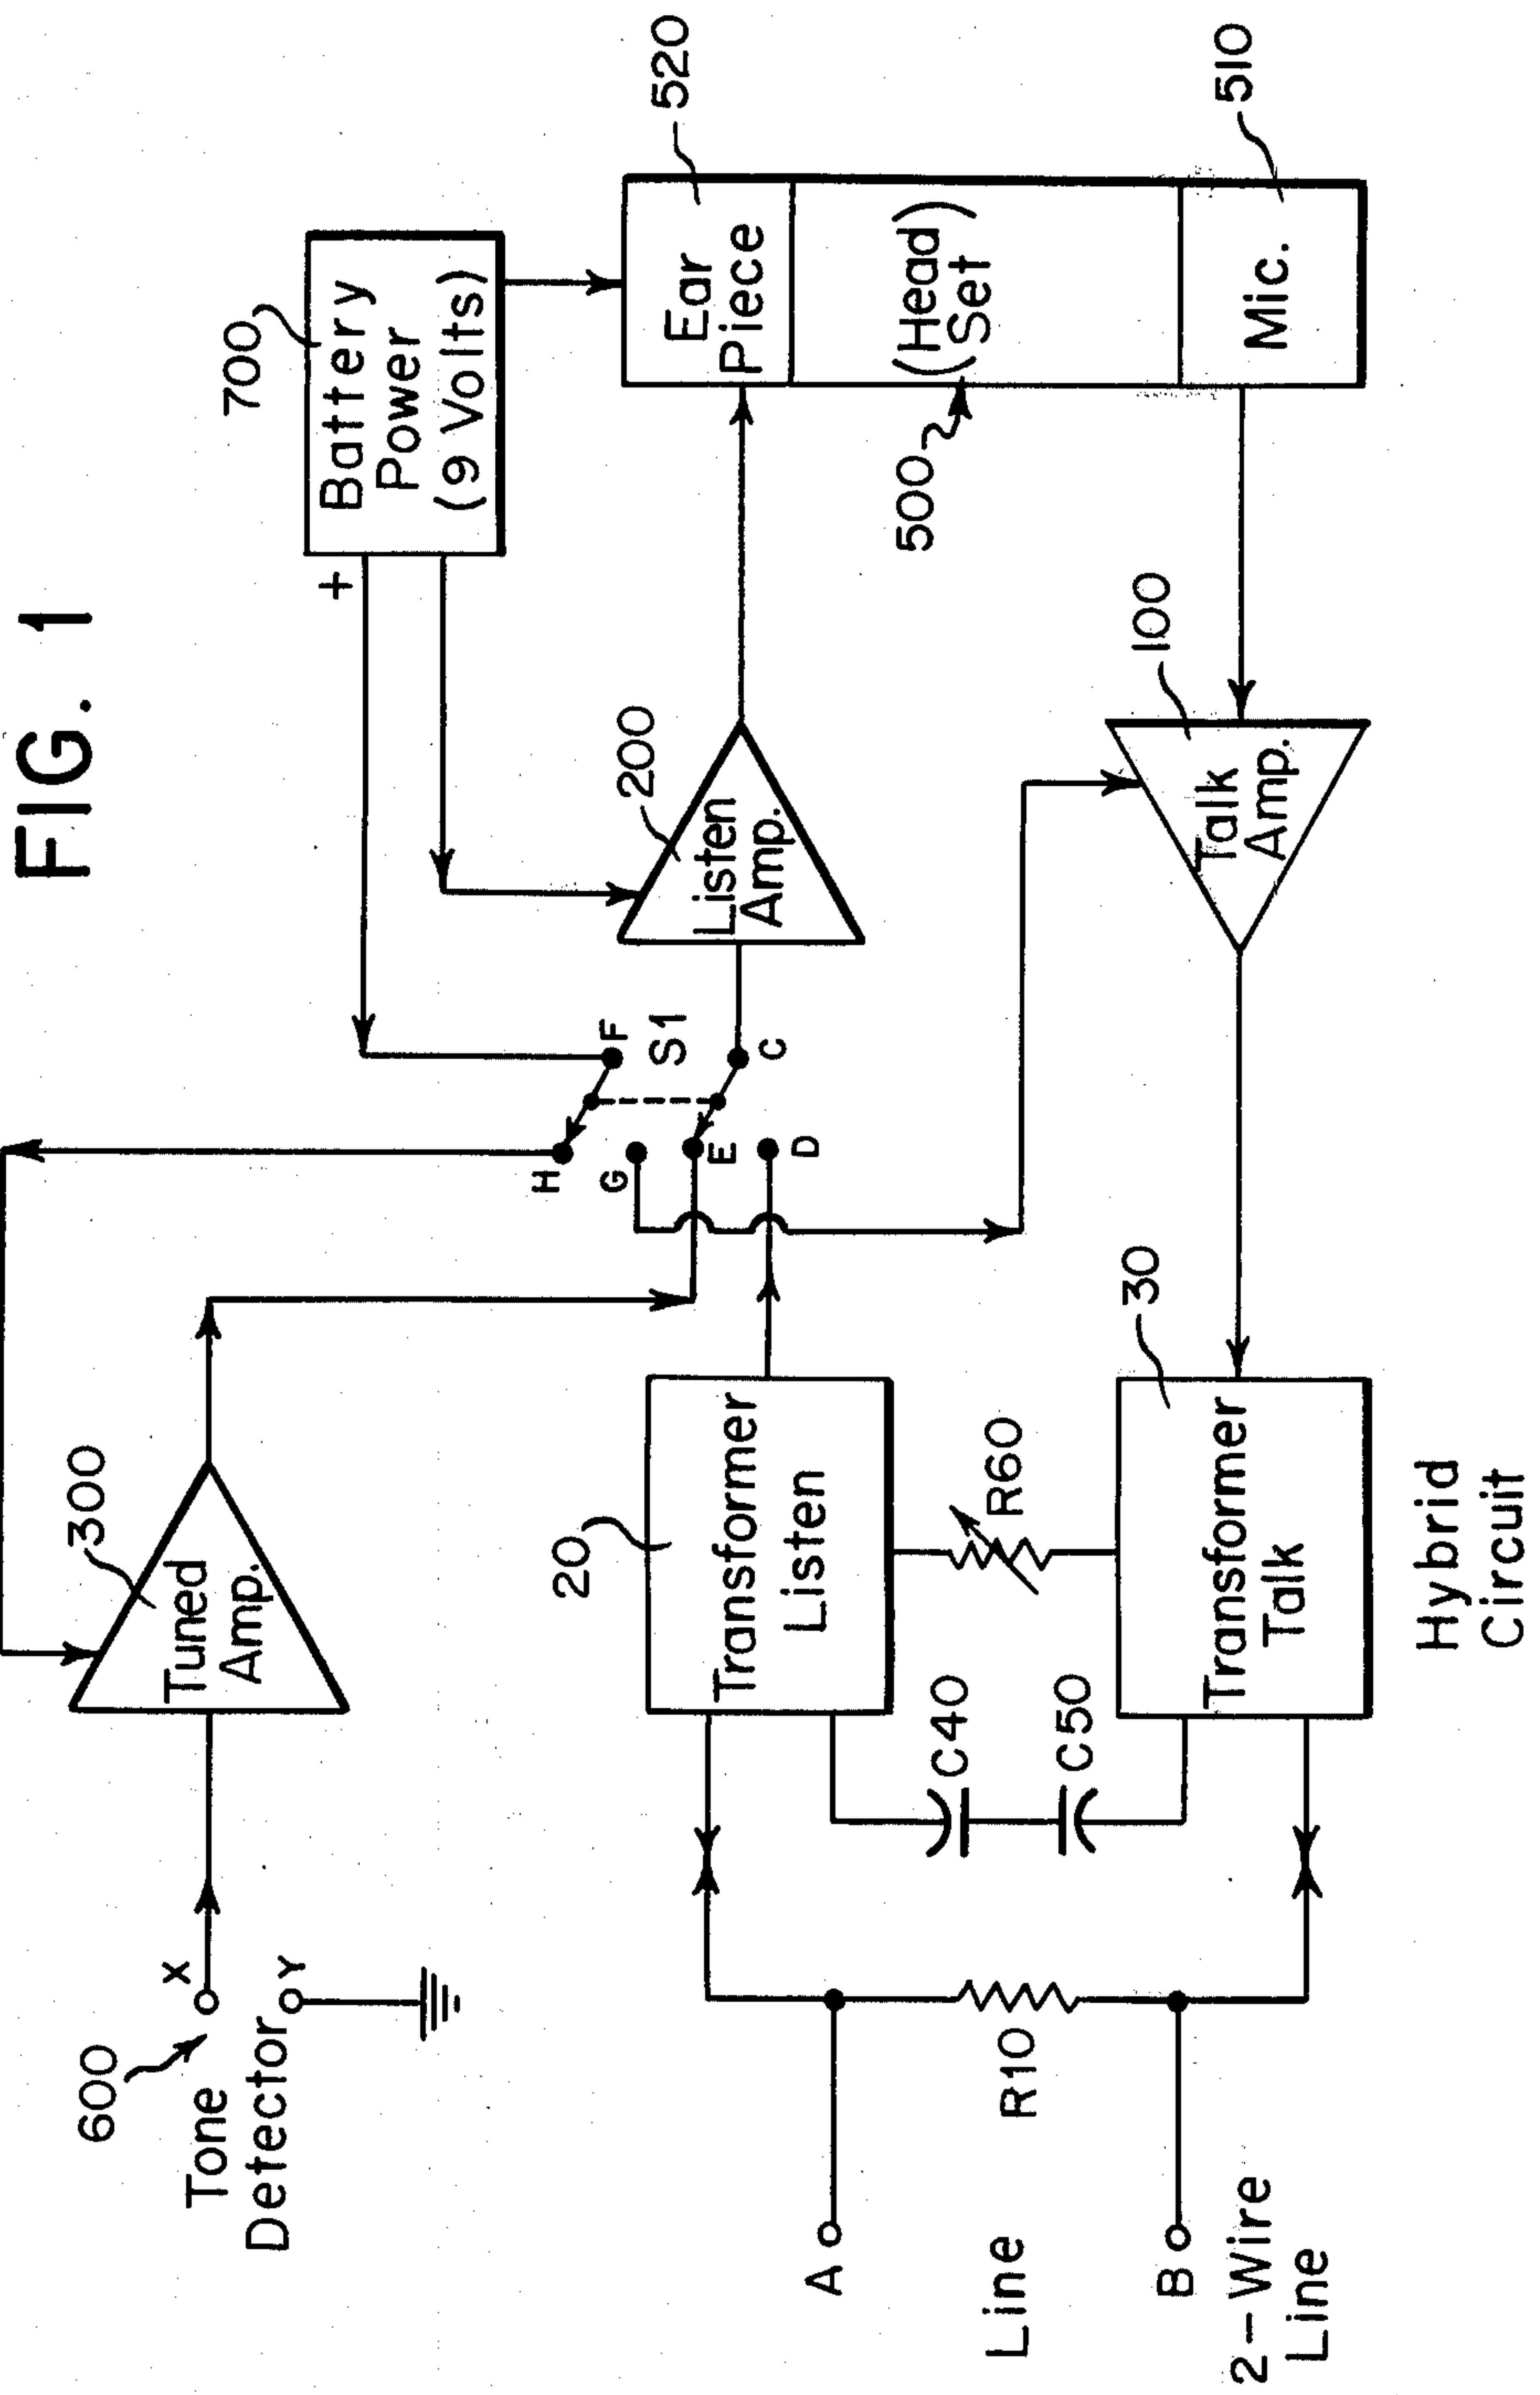 FIG. 1
600
Tone
Detector
X
Y
300
Tuned
Amp.
700
+
Battery
Power
(9 Volts)
H
G
E
D
F
S1
C
200
Listen
Amp.
520
Ear
Piece
500
(Head)
( Set )
510
Mic.
100
Talk
Amp.
A
Line
B
2-Wire
Line
R10
20
Transformer
Listen
C40
C50
R60
30
Transformer
Talk
Hybrid
Circuit